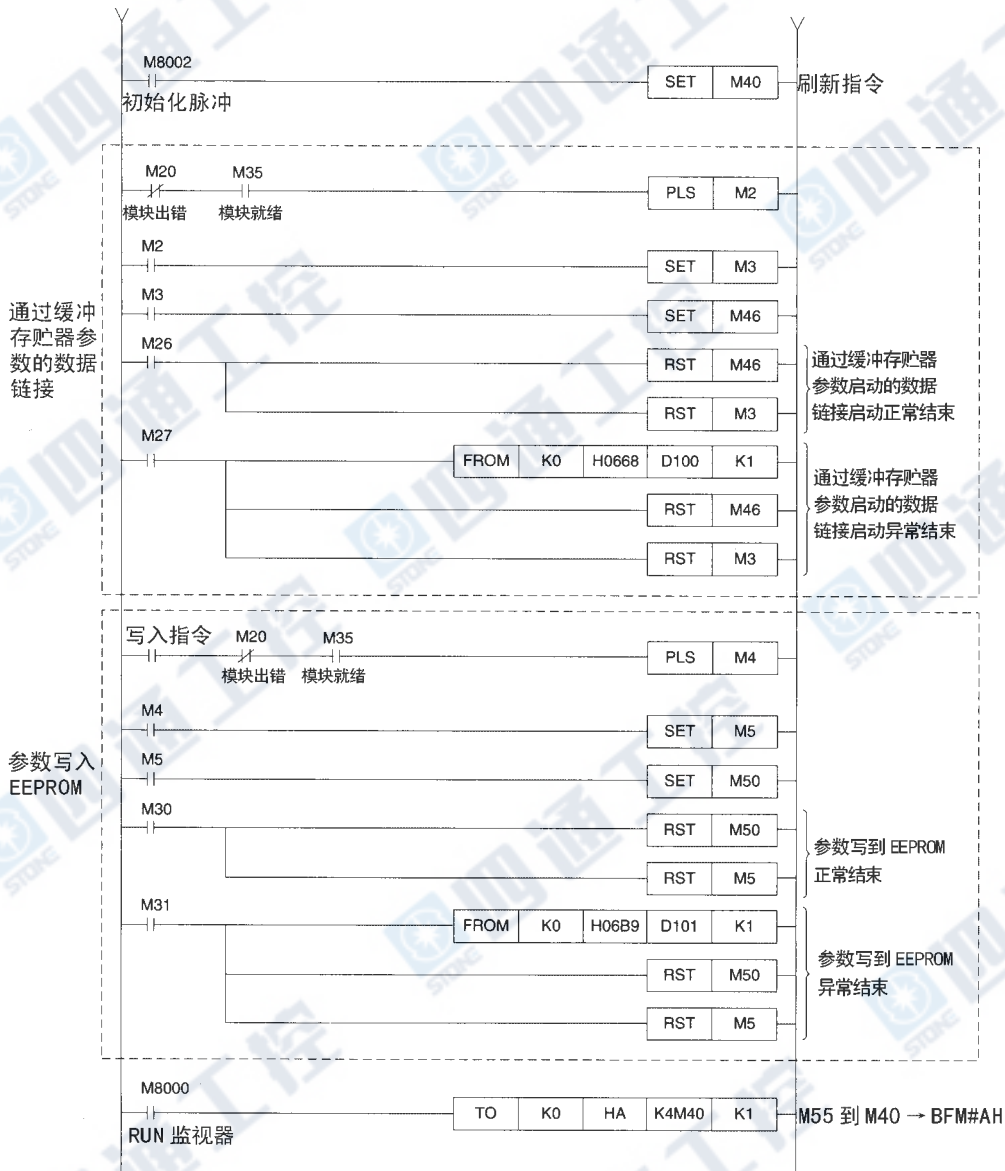 M8002
SET M40 刷新指令
初始化脉冲
M20 M35
PLS M2
模块出错 模块就绪
M2
SET M3
M3
SET M46
通过缓冲
存贮器参
数的数据
链接
M26
RST M46
RST M3
通过缓冲存贮器
参数启动的数据
链接启动正常结束
M27
FROM K0 H0668 D100 K1
RST M46
RST M3
通过缓冲存贮器
参数启动的数据
链接启动异常结束
写入指令 M20 M35
PLS M4
模块出错 模块就绪
M4
SET M5
M5
SET M50
参数写入
EEPROM
M30
RST M50
RST M5
参数写到 EEPROM
正常结束
M31
FROM K0 H06B9 D101 K1
RST M50
RST M5
参数写到 EEPROM
异常结束
M8000
TO K0 HA K4M40 K1 M55 到 M40 → BFM#AH
RUN 监视器
四通工控
STONE